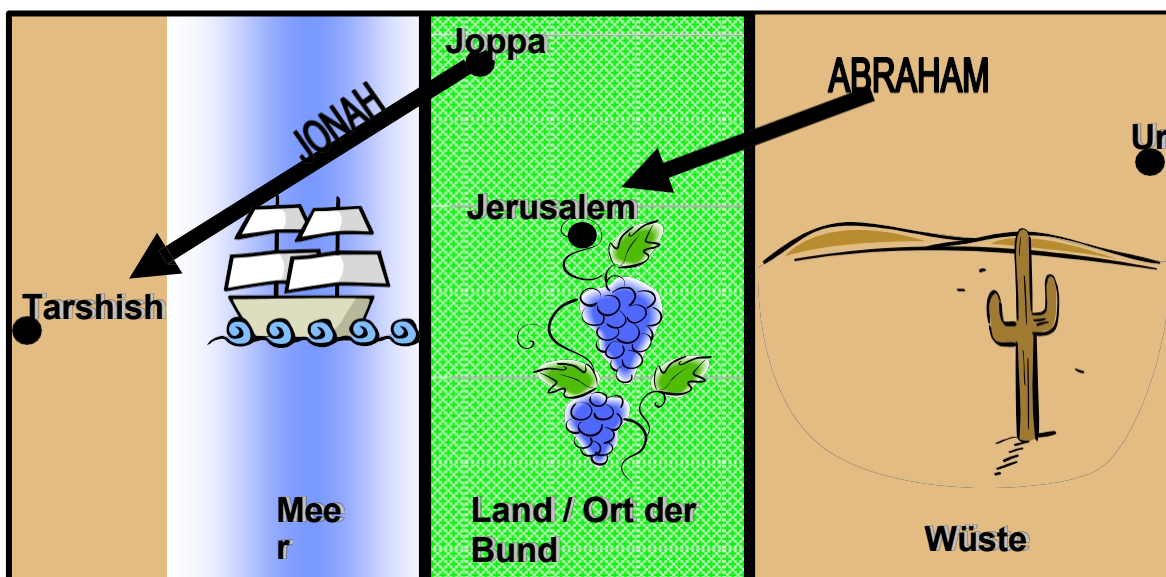 Joppa
JONAH
ABRAHAM
Ur
Jerusalem
Tarshish
Mee
r
Land / Ort der
Bund
Wüste